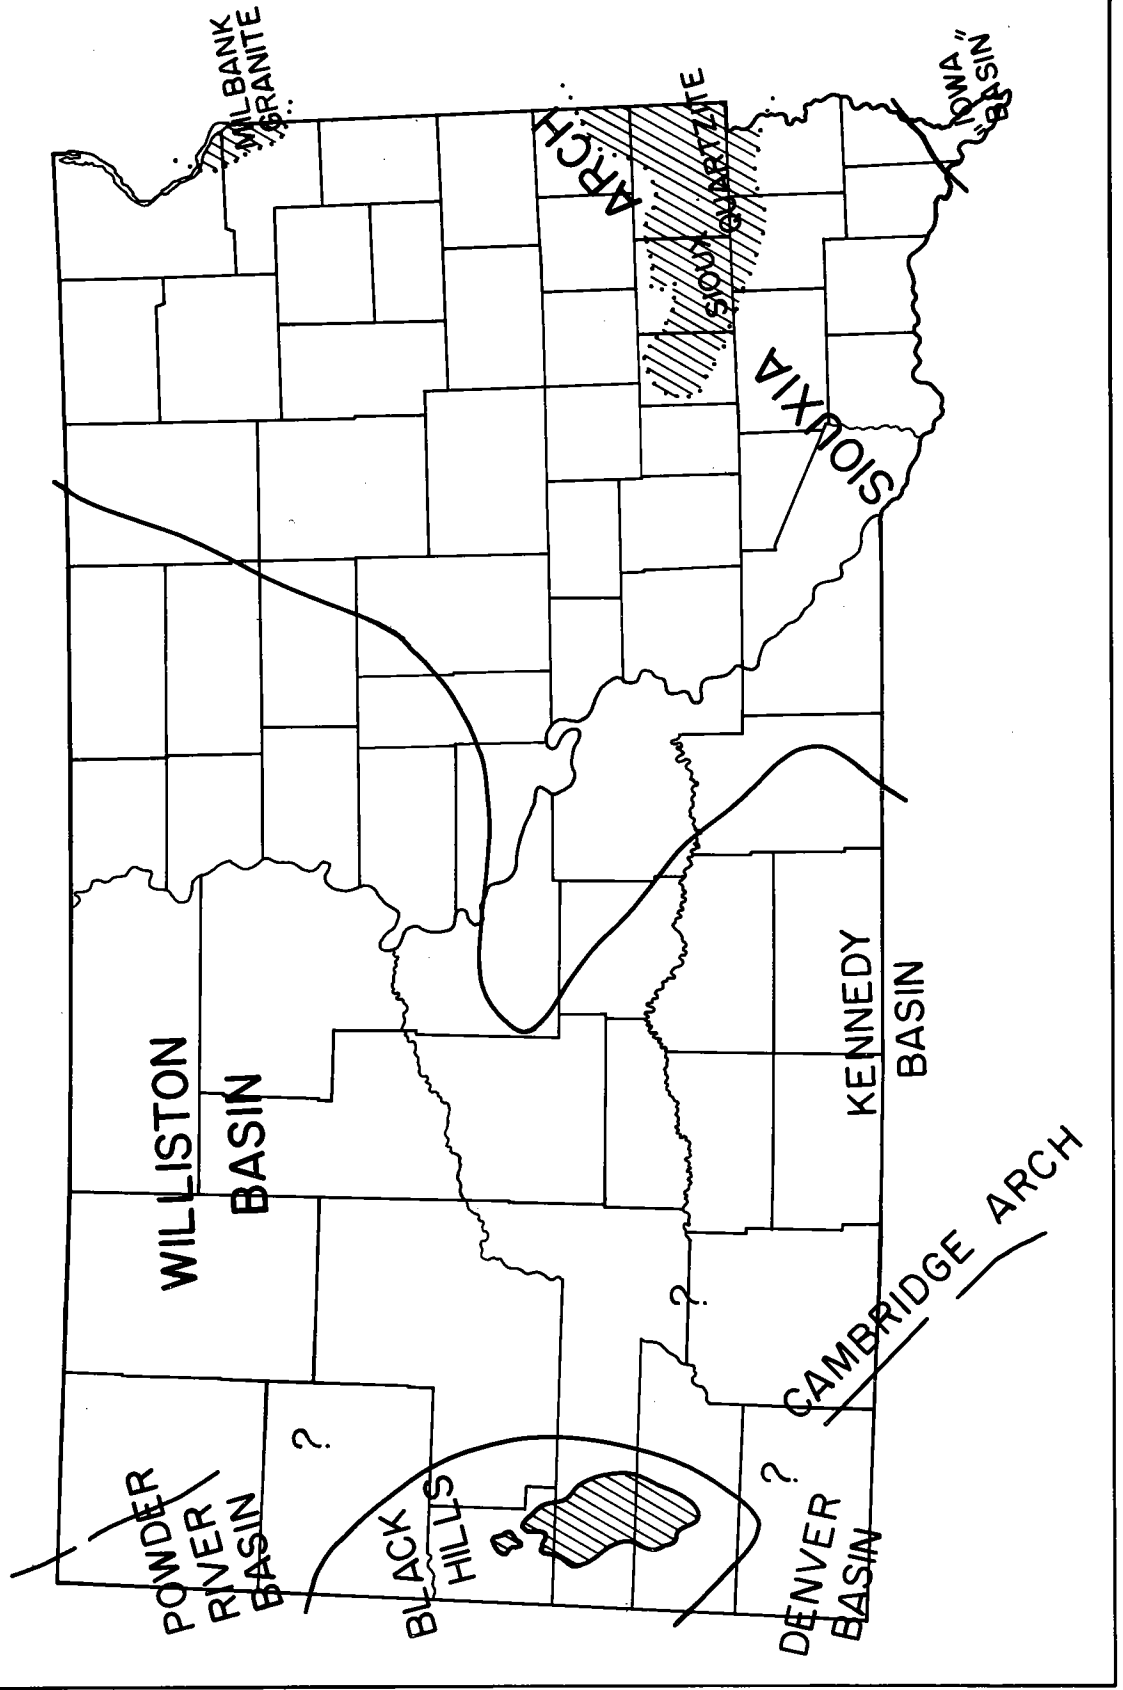 POWDER
RIVER
BASIN
WILLISTON
BASIN
MILBANK
GRANITE
?
BLACK
HILLS
ARCH
SIOUX QUARTZITE
SIOUXIA
?
?
DENVER
BASIN
CAMBRIDGE ARCH
KENNEDY
BASIN
IOWA"
"BASIN"